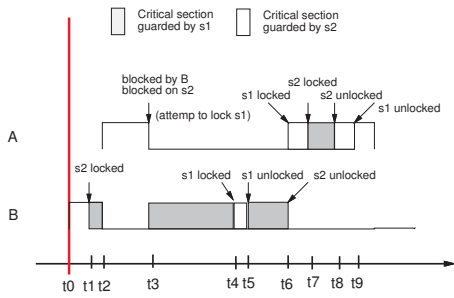 Critical section
guarded by s1
Critical section
guarded by s2
blocked by B
blocked on s2
(attemp to lock s1)
s1 locked
s2 locked
s2 unlocked
s1 unlocked
A
s2 locked
s1 locked
s1 unlocked
s2 unlocked
B
t0 t1 t2 t3 t4 t5 t6 t7 t8 t9